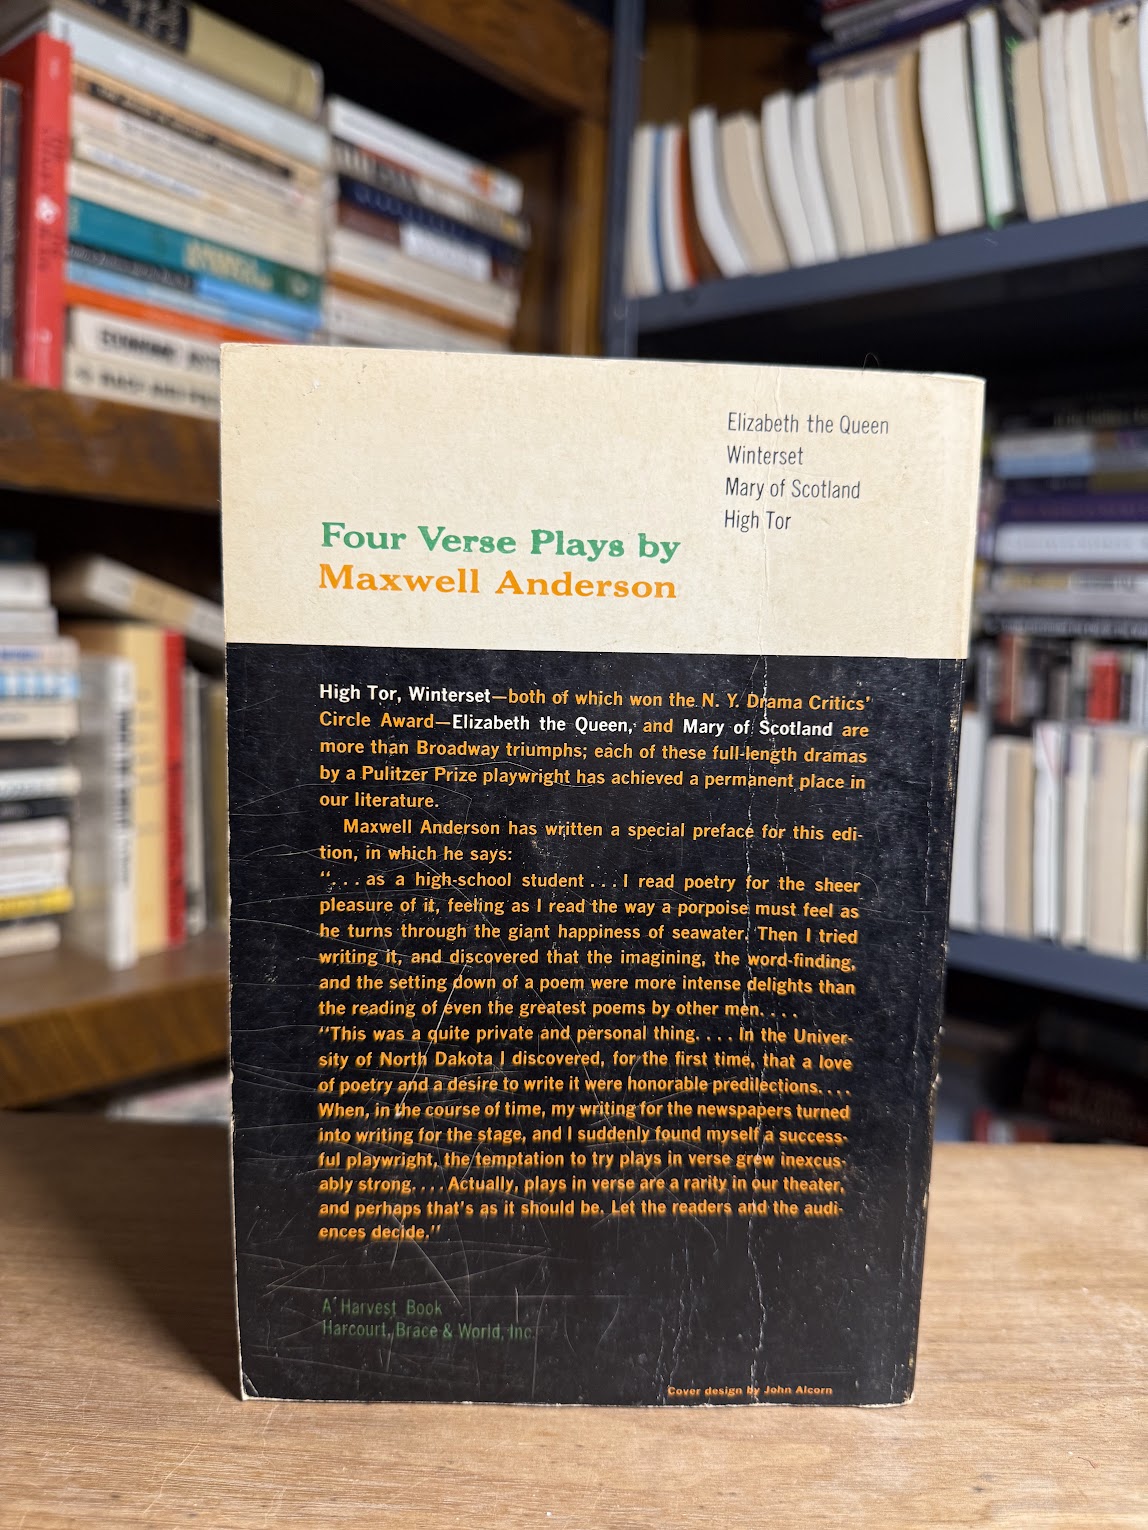 Elizabeth the Queen
Winterset
Mary of Scotland
High Tor
Four Verse Plays by
Maxwell Anderson
High Tor, Winterset—both of which won the N. Y. Drama Critics'
Circle Award—Elizabeth the Queen, and Mary of Scotland are
more than Broadway triumphs; each of these full-length dramas
by a Pulitzer Prize playwright has achieved a permanent place in
our literature.
Maxwell Anderson has written a special preface for this edi-
tion, in which he says:
"... as a high-school student... I read poetry for the sheer
pleasure of it, feeling as I read the way a porpoise must feel as
he turns through the giant happiness of seawater. Then I tried
writing it, and discovered that the imagining, the word-finding,
and the setting down of a poem were more intense delights than
the reading of even the greatest poems by other men....
"This was a quite private and personal thing.... In the Univer-
sity of North Dakota I discovered, for the first time, that a love
of poetry and a desire to write it were honorable predilections....
When, in the course of time, my writing for the newspapers turned
into writing for the stage, and I suddenly found myself a success-
ful playwright, the temptation to try plays in verse grew inexcus-
ably strong.... Actually, plays in verse are a rarity in our theater,
and perhaps that's as it should be. Let the readers and the audi-
ences decide."
A Harvest Book
Harcourt, Brace & World, Inc.
Cover design by John Alcorn